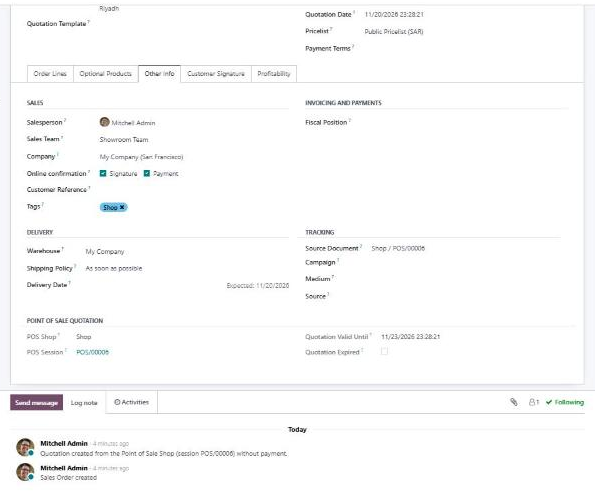 Riyadh
Quotation Template ?
Quotation Date ? 11/20/2026 23:28:21
Pricelist ? Public Pricelist (SAR)
Payment Terms ?
Order Lines Optional Products Other Info Customer Signature Profitability
SALES
Salesperson ? Mitchell Admin
Sales Team ? Showroom Team
Company ? My Company (San Francisco)
Online confirmation ? Signature Payment
Customer Reference ?
Tags ? Shop ×
INVOICING AND PAYMENTS
Fiscal Position ?
DELIVERY
Warehouse ? My Company
Shipping Policy ? As soon as possible
Delivery Date ? Expected: 11/20/2026
TRACKING
Source Document ? Shop / POS/00006
Campaign ?
Medium ?
Source ?
POINT OF SALE QUOTATION
POS Shop ? Shop
POS Session ? POS/00006
Quotation Valid Until ? 11/23/2026 23:28:21
Quotation Expired ?
Send message Log note Activities 1 Following
Today
Mitchell Admin - 4 minutes ago
Quotation created from the Point of Sale Shop (session POS/00006) without payment.
Mitchell Admin - 4 minutes ago
Sales Order created